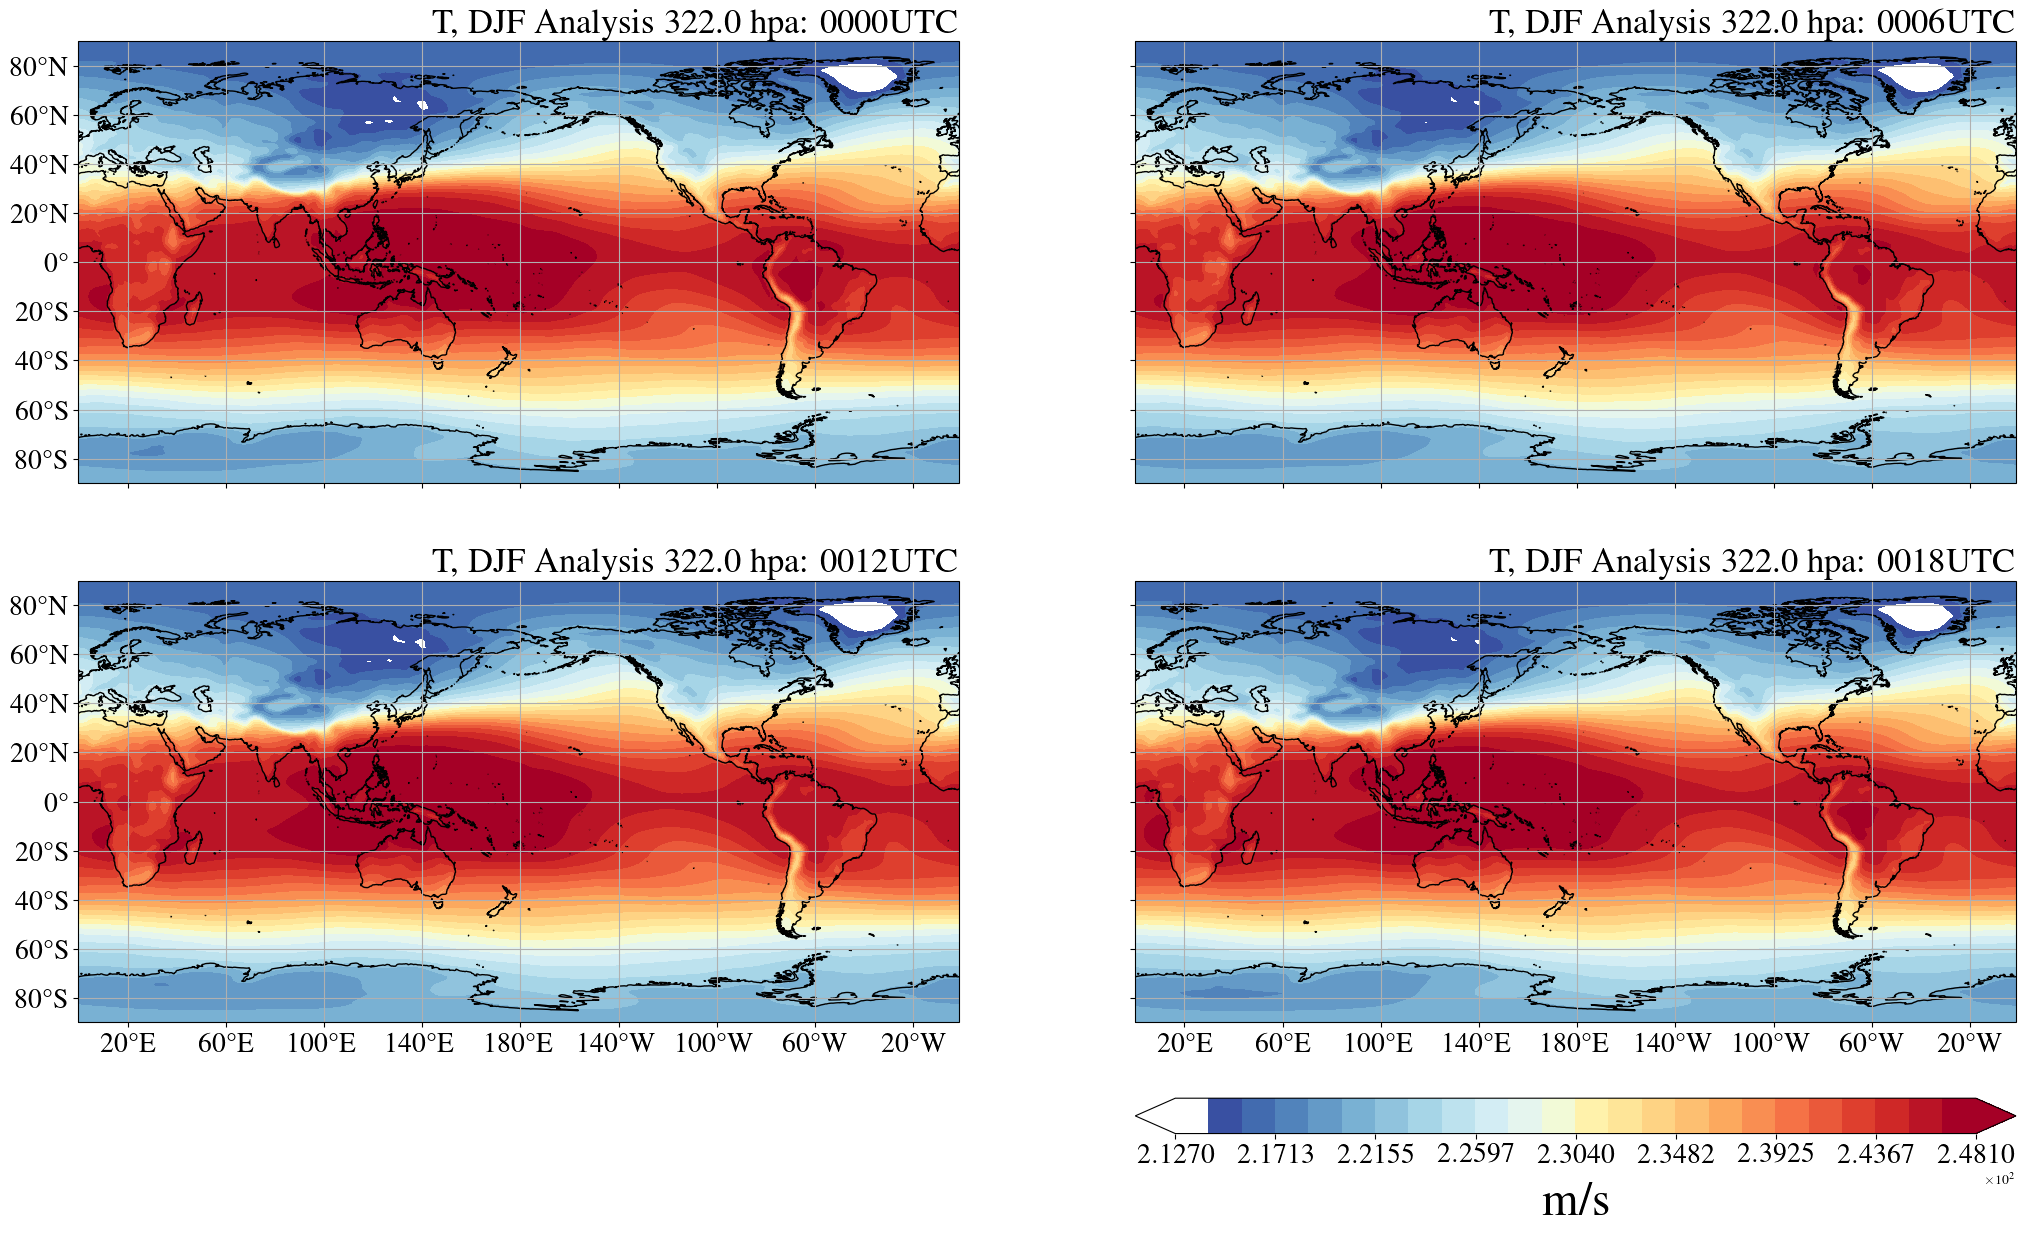 T, DJF Analysis 322.0 hpa: 0000UTC
T, DJF Analysis 322.0 hpa: 0006UTC
80°N
60°N
40°N
20°N
0°
20°S
40°S
60°S
80°S
T, DJF Analysis 322.0 hpa: 0012UTC
T, DJF Analysis 322.0 hpa: 0018UTC
80°N
60°N
40°N
20°N
0°
20°S
40°S
60°S
80°S
20°E 60°E 100°E 140°E 180°E 140°W 100°W 60°W 20°W
20°E 60°E 100°E 140°E 180°E 140°W 100°W 60°W 20°W
2.1270 2.1713 2.2155 2.2597 2.3040 2.3482 2.3925 2.4367 2.4810
×10²
m/s